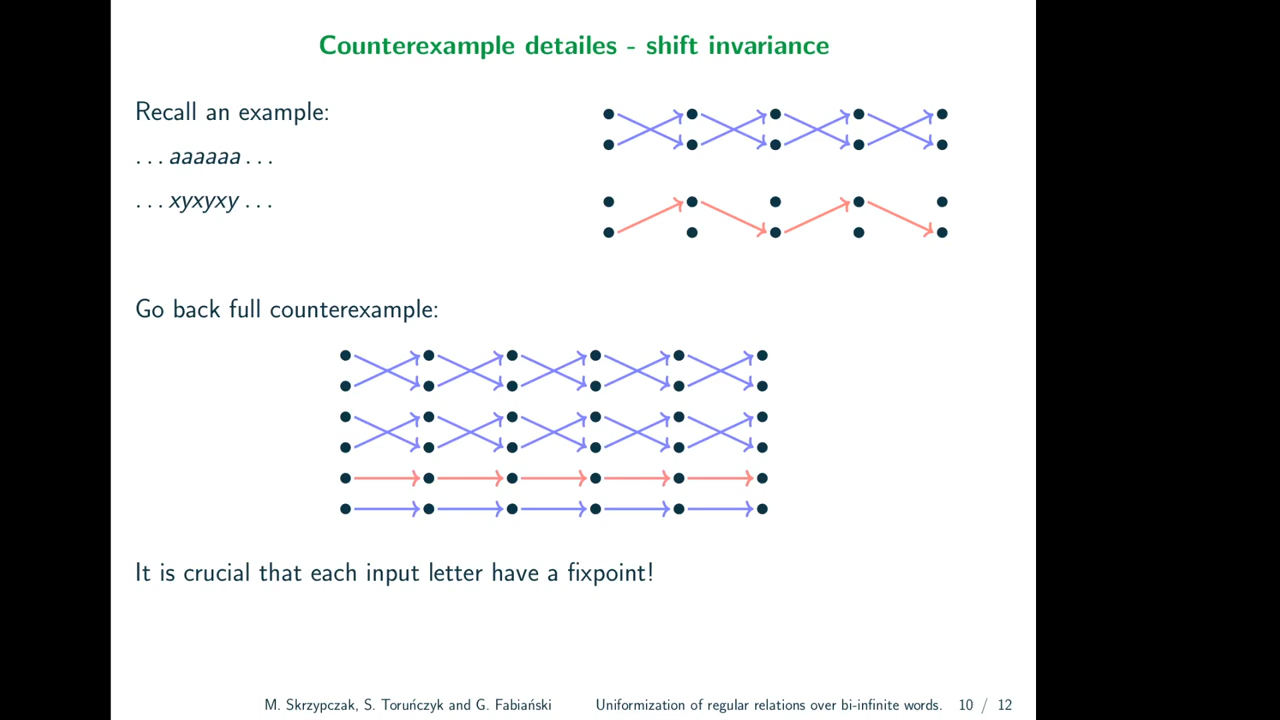 Counterexample detailes - shift invariance
Recall an example:
...aaaaaa...
...xyxyxy...
Go back full counterexample:
It is crucial that each input letter have a fixpoint!
M. Skrzypczak, S. Toruńczyk and G. Fabiański Uniformization of regular relations over bi-infinite words. 10 / 12